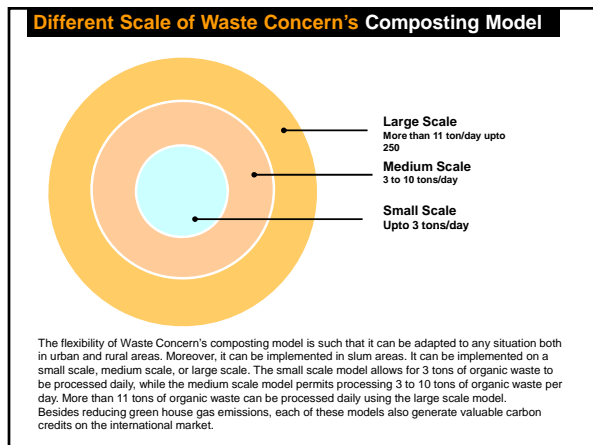 Different Scale of Waste Concern's Composting Model
Large Scale
More than 11 ton/day upto
250
Medium Scale
3 to 10 tons/day
Small Scale
Upto 3 tons/day
The flexibility of Waste Concern's composting model is such that it can be adapted to any situation both
in urban and rural areas. Moreover, it can be implemented in slum areas. It can be implemented on a
small scale, medium scale, or large scale. The small scale model allows for 3 tons of organic waste to
be processed daily, while the medium scale model permits processing 3 to 10 tons of organic waste per
day. More than 11 tons of organic waste can be processed daily using the large scale model.
Besides reducing green house gas emissions, each of these models also generate valuable carbon
credits on the international market.